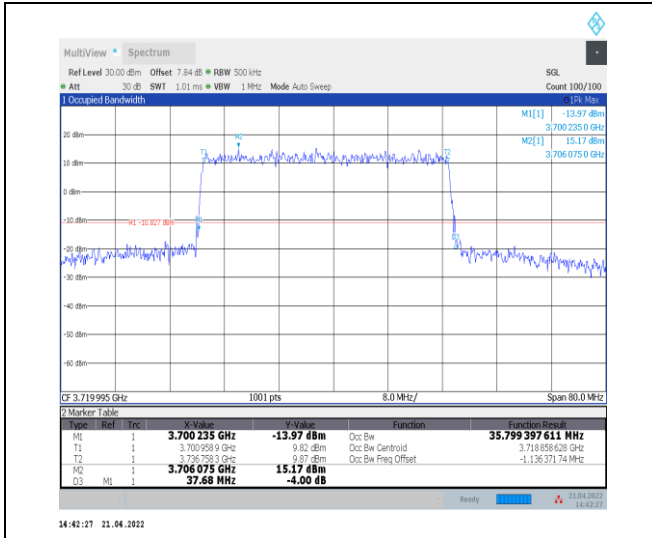 MultiView Spectrum
Ref Level 30.00 dBm Offset 7.84 dB RBW 500 kHz SGL
Att 30 dB SWT 1.01 ms VBW 1 MHz Mode Auto Sweep Count 100/100
1 Occupied Bandwidth 1Pk Max
M1[1] -13.97 dBm
3.700 235 0 GHz
M2[1] 15.17 dBm
3.706 075 0 GHz
20 dBm
M2
T1 T2
10 dBm
0 dBm
-10 dBm H1 -10.827 dBm
M1
D3
-20 dBm
-30 dBm
-40 dBm
-50 dBm
-60 dBm
CF 3.719 995 GHz 1001 pts 8.0 MHz/ Span 80.0 MHz
2 Marker Table
Type Ref Trc X-Value Y-Value Function Function Result
M1 1 3.700 235 GHz -13.97 dBm Occ Bw 35.799 397 611 MHz
T1 1 3.700 958 9 GHz 9.82 dBm Occ Bw Centroid 3.718 858 628 GHz
T2 1 3.736 758 3 GHz 9.87 dBm Occ Bw Freq Offset -1.136 371 74 MHz
M2 1 3.706 075 GHz 15.17 dBm
D3 M1 1 37.68 MHz -4.00 dB
Ready 21.04.2022
14:42:27
14:42:27 21.04.2022